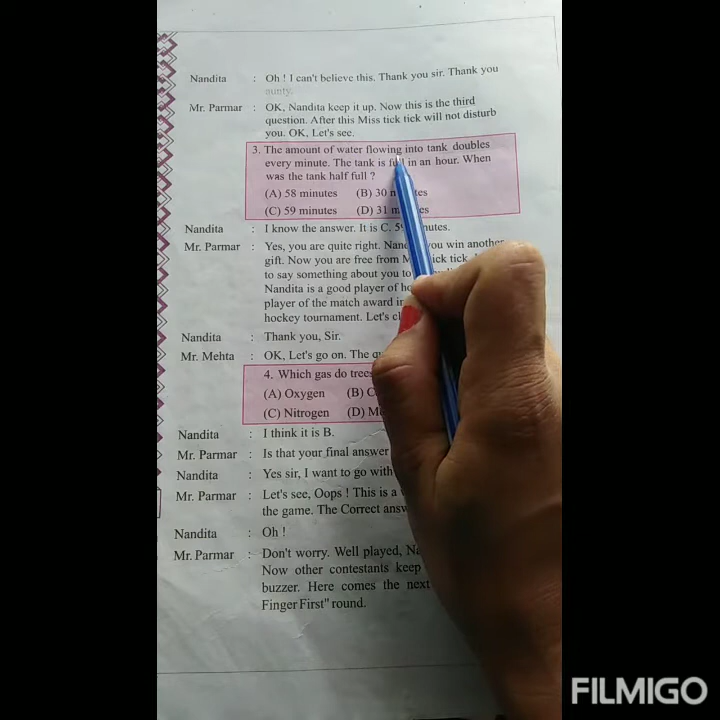 Nandita : Oh ! I can't believe this. Thank you sir. Thank you
aunty.
Mr. Parmar : OK, Nandita keep it up. Now this is the third
question. After this Miss tick tick will not disturb
you. OK, Let's see.
3. The amount of water flowing into tank doubles
every minute. The tank is full in an hour. When
was the tank half full ?
(A) 58 minutes (B) 30
(C) 59 minutes (D) 31
Nandita : I know the answer. It is C.
Mr. Parmar : Yes, you are quite right. you win another
gift. Now you are free from tick tick.
to say something about you to
Nandita is a good player of
player of the match award
hockey tournament. Let's
Nandita : Thank you, Sir.
Mr. Mehta : OK, Let's go on. The
4. Which gas do trees
(A) Oxygen (B)
(C) Nitrogen (D)
Nandita : I think it is B.
Mr. Parmar : Is that your final answer
Nandita : Yes sir, I want to go with
Mr. Parmar : Let's see, Oops ! This is a
the game. The Correct
Nandita : Oh !
Mr. Parmar : Don't worry. Well played,
Now other contestants keep
buzzer. Here comes the next
Finger First" round.
FILMIGO